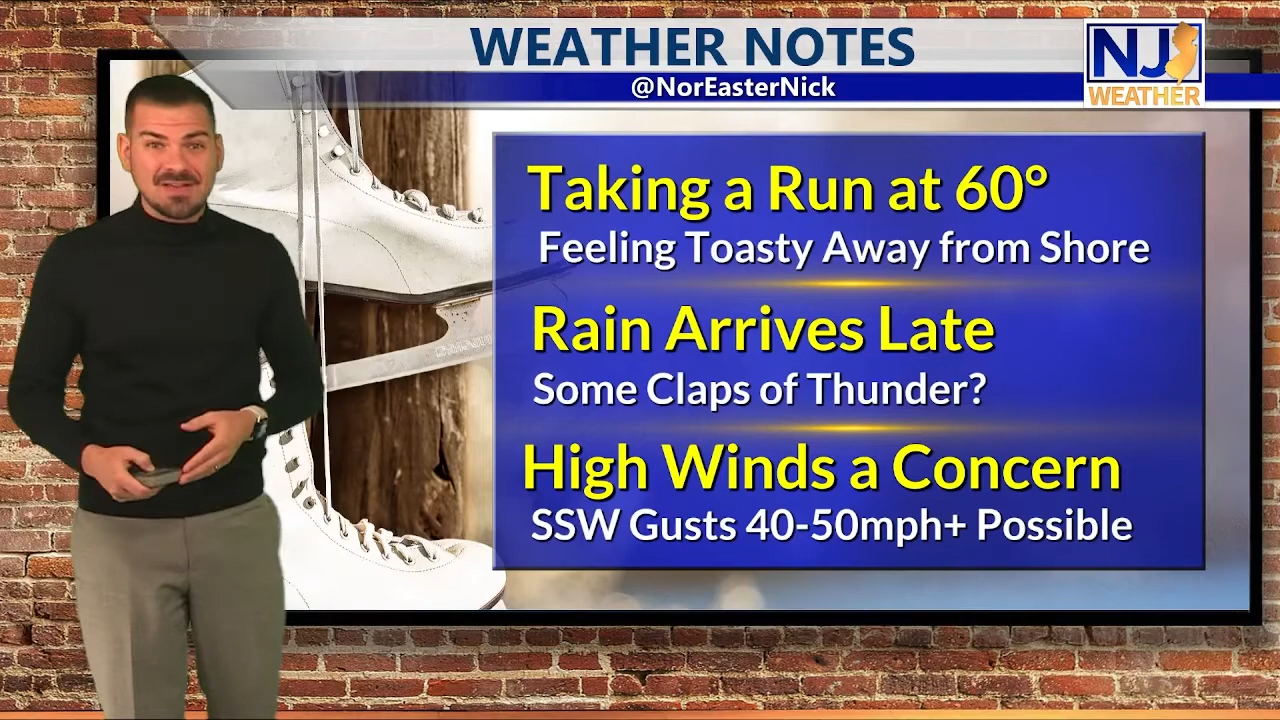 WEATHER NOTES
@NorEasterNick
NJ
WEATHER
Taking a Run at 60°
Feeling Toasty Away from Shore
Rain Arrives Late
Some Claps of Thunder?
High Winds a Concern
SSW Gusts 40-50mph+ Possible